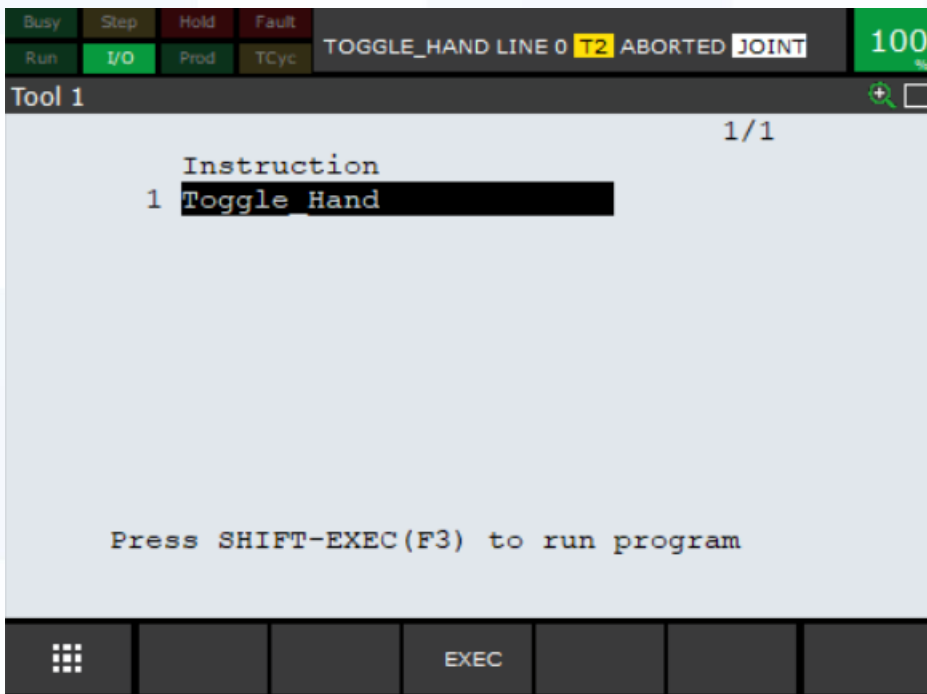 Busy Step Hold Fault
TOGGLE_HAND LINE 0 T2 ABORTED JOINT
100
%
Run I/O Prod TCyc
Tool 1
1/1
Instruction
1 Toggle_Hand
Press SHIFT-EXEC(F3) to run program
EXEC